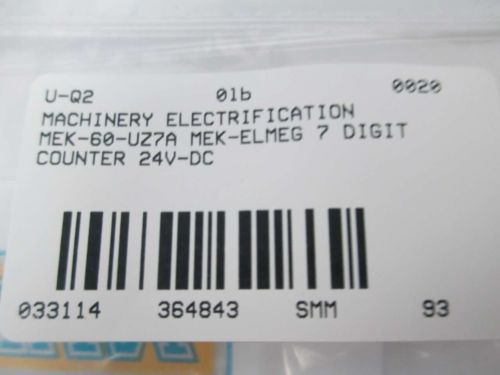 U-Q2 01b 0020
MACHINERY ELECTRIFICATION
MEK-60-UZ7A MEK-ELMEG 7 DIGIT
COUNTER 24V-DC
033114 364843 SMM 93